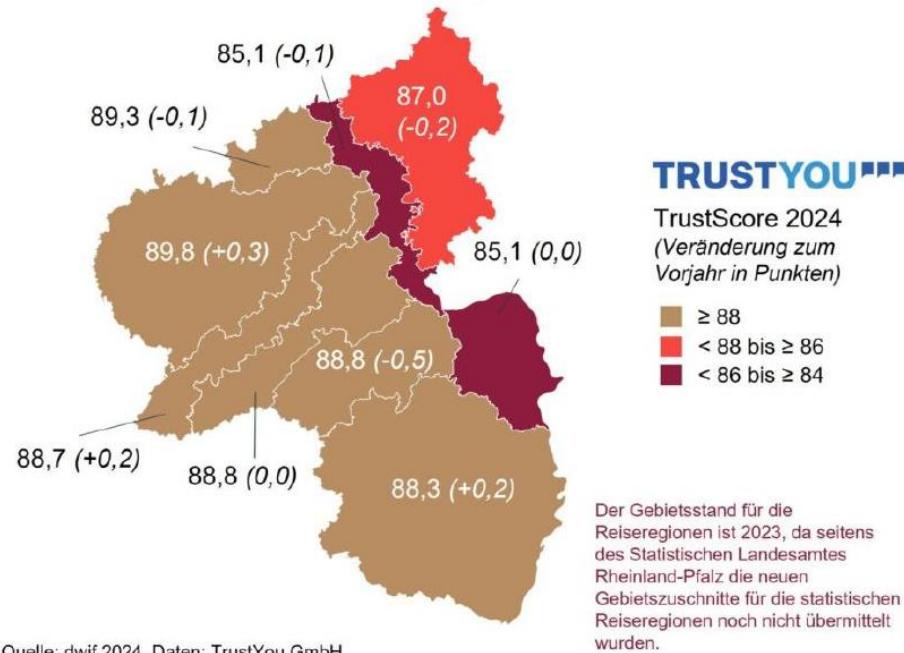 85,1 (-0,1)
87,0
(-0,2)
89,3 (-0,1)
TRUSTYOU
TrustScore 2024
(Veränderung zum
Vorjahr in Punkten)
89,8 (+0,3)
85,1 (0,0)
≥ 88
< 88 bis ≥ 86
< 86 bis ≥ 84
88,8 (-0,5)
88,7 (+0,2)
88,8 (0,0)
88,3 (+0,2)
Der Gebietsstand für die
Reiseregionen ist 2023, da seitens
des Statistischen Landesamtes
Rheinland-Pfalz die neuen
Gebietszuschnitte für die statistischen
Reiseregionen noch nicht übermittelt
wurden.
Quelle: dwif 2024, Daten: TrustYou GmbH